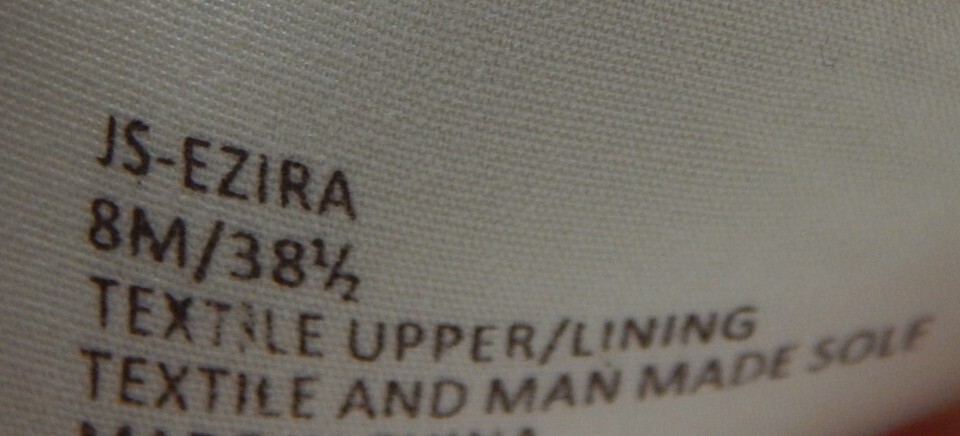 JS-EZIRA
8M/38½
TEXTILE UPPER/LINING
TEXTILE AND MAN MADE SOLE